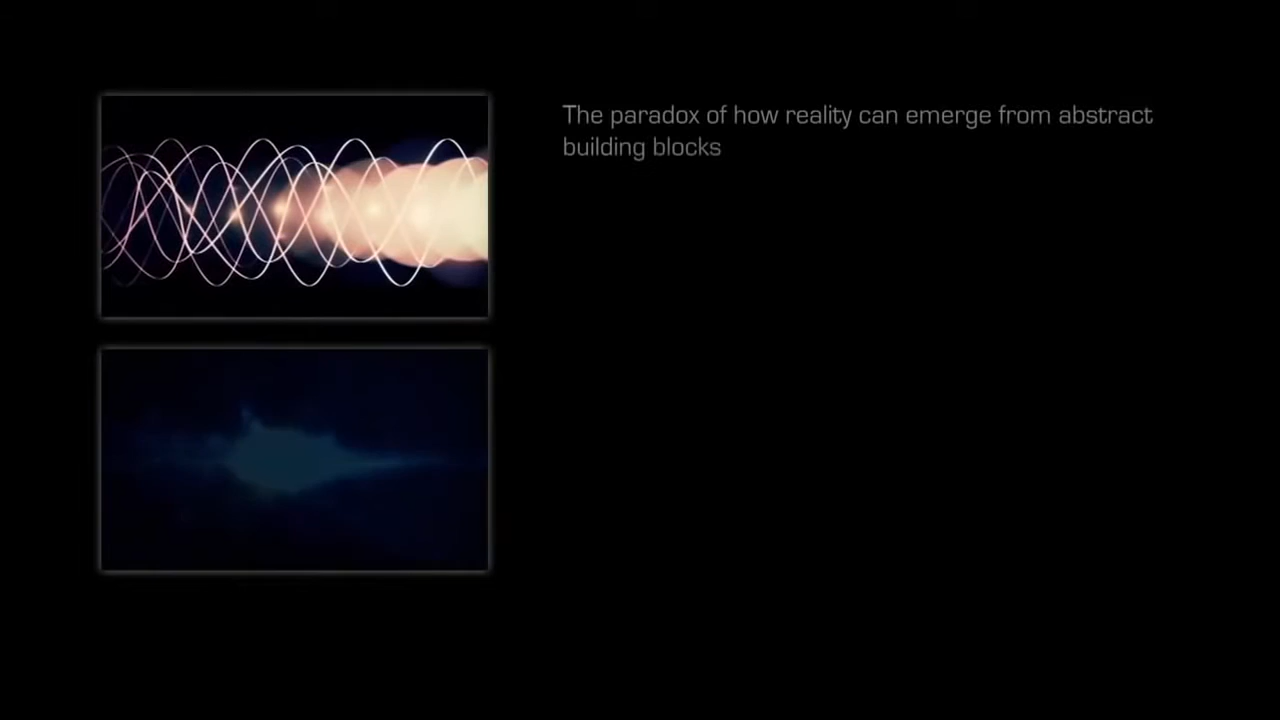 The paradox of how reality can emerge from abstract
building blocks